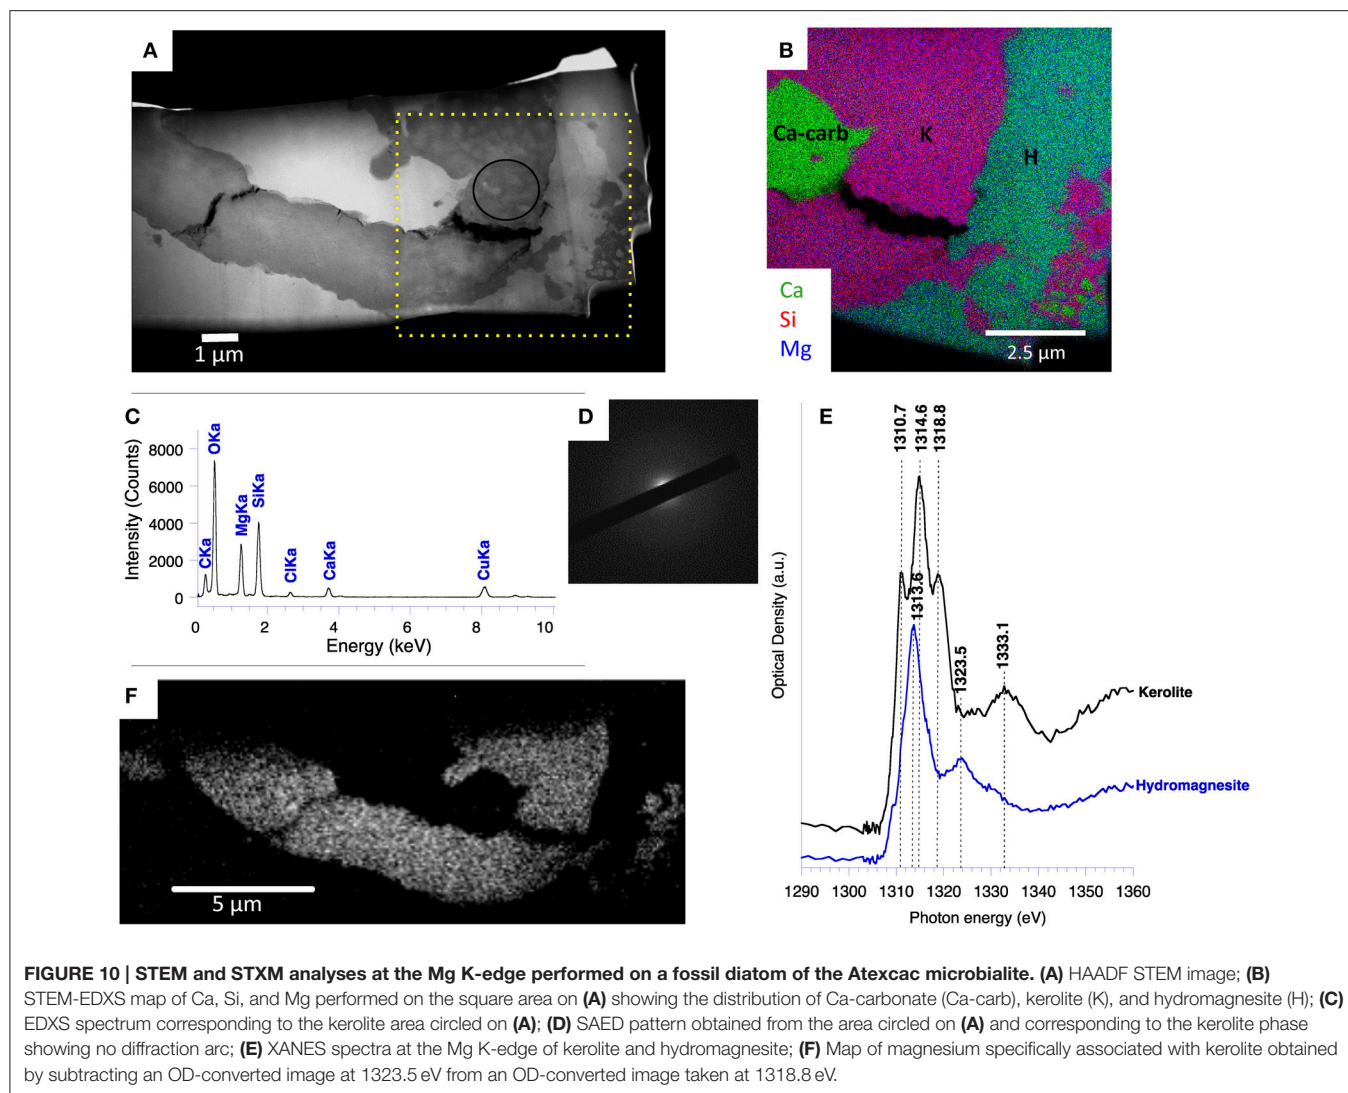 A
1 µm
B
Ca-carb
K
H
Ca
Si
Mg
2.5 µm
C
Intensity (Counts)
8000
6000
4000
2000
0
CKa
OKa
MgKa
SiKa
ClKa
CaKa
CuKa
0 2 4 6 8 10
Energy (keV)
D
E
1310.7
1314.6
1318.8
1313.6
1323.5
1333.1
Optical Density (a.u.)
Kerolite
Hydromagnesite
1290 1300 1310 1320 1330 1340 1350 1360
Photon energy (eV)
F
5 µm
FIGURE 10 | STEM and STXM analyses at the Mg K-edge performed on a fossil diatom of the Atexcac microbialite. (A) HAADF STEM image; (B)
STEM-EDXS map of Ca, Si, and Mg performed on the square area on (A) showing the distribution of Ca-carbonate (Ca-carb), kerolite (K), and hydromagnesite (H); (C)
EDXS spectrum corresponding to the kerolite area circled on (A); (D) SAED pattern obtained from the area circled on (A) and corresponding to the kerolite phase
showing no diffraction arc; (E) XANES spectra at the Mg K-edge of kerolite and hydromagnesite; (F) Map of magnesium specifically associated with kerolite obtained
by subtracting an OD-converted image at 1323.5 eV from an OD-converted image taken at 1318.8 eV.